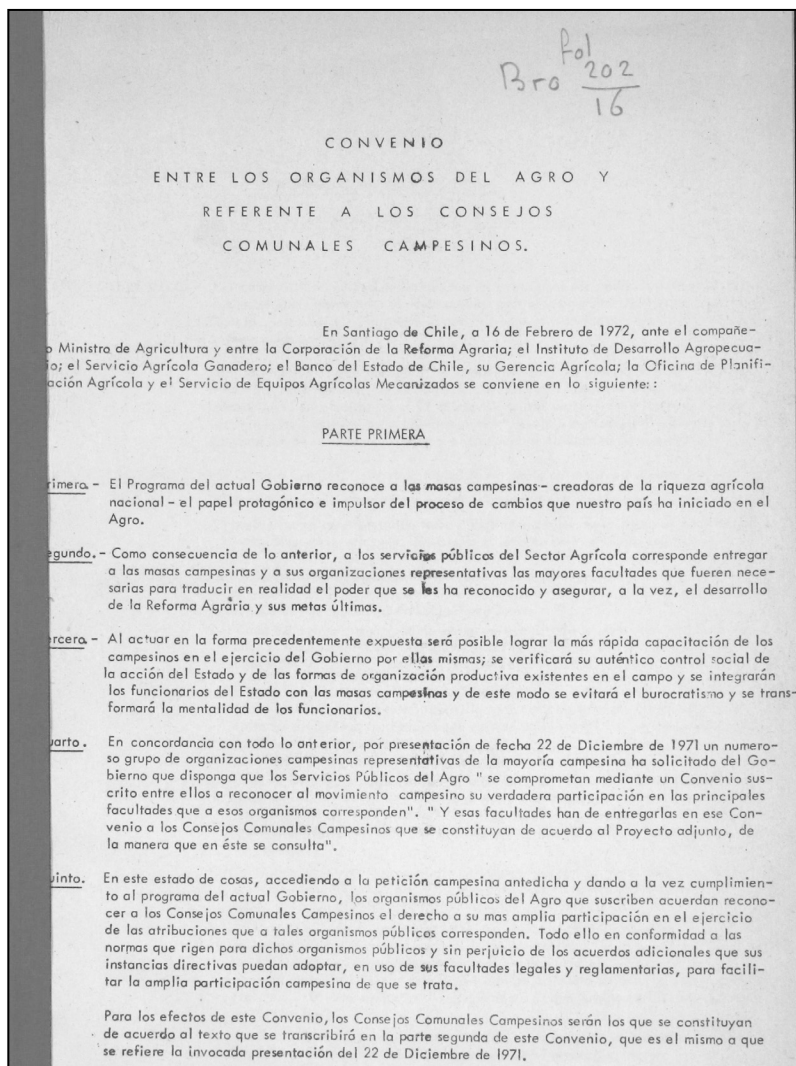 fol
Bro 202
16
CONVENIO
ENTRE LOS ORGANISMOS DEL AGRO Y
REFERENTE A LOS CONSEJOS
COMUNALES CAMPESINOS.
En Santiago de Chile, a 16 de Febrero de 1972, ante el compañe-
o Ministro de Agricultura y entre la Corporación de la Reforma Agraria; el Instituto de Desarrollo Agropecua-
io; el Servicio Agrícola Ganadero; el Banco del Estado de Chile, su Gerencia Agrícola; la Oficina de Planifi-
ación Agrícola y el Servicio de Equipos Agrícolas Mecanizados se conviene en lo siguiente: :
PARTE PRIMERA
rimera.- El Programa del actual Gobierno reconoce a las masas campesinas - creadoras de la riqueza agrícola
nacional - el papel protagónico e impulsor del proceso de cambios que nuestro país ha iniciado en el
Agro.
egundo.- Como consecuencia de lo anterior, a los servicios públicos del Sector Agrícola corresponde entregar
a las masas campesinas y a sus organizaciones representativas las mayores facultades que fueren nece-
sarias para traducir en realidad el poder que se les ha reconocido y asegurar, a la vez, el desarrollo
de la Reforma Agraria y sus metas últimas.
ercero.- Al actuar en la forma precedentemente expuesta será posible lograr la más rápida capacitación de los
campesinos en el ejercicio del Gobierno por ellas mismas; se verificará su auténtico control social de
la acción del Estado y de las formas de organización productiva existentes en el campo y se integrarán
los funcionarios del Estado con las masas campesinas y de este modo se evitará el burocratismo y se trans-
formará la mentalidad de los funcionarios.
uarto. En concordancia con todo lo anterior, por presentación de fecha 22 de Diciembre de 1971 un numero-
so grupo de organizaciones campesinas representativas de la mayoría campesina ha solicitado del Go-
bierno que disponga que los Servicios Públicos del Agro " se comprometan mediante un Convenio sus-
crito entre ellos a reconocer al movimiento campesino su verdadera participación en las principales
facultades que a esos organismos corresponden". " Y esas facultades han de entregarlas en ese Con-
venio a los Consejos Comunales Campesinos que se constituyan de acuerdo al Proyecto adjunto, de
la manera que en éste se consulta".
uinto. En este estado de cosas, accediendo a la petición campesina antedicha y dando a la vez cumplimien-
to al programa del actual Gobierno, los organismos públicos del Agro que suscriben acuerdan recono-
cer a los Consejos Comunales Campesinos el derecho a su mas amplia participación en el ejercicio
de las atribuciones que a tales organismos públicos corresponden. Todo ello en conformidad a las
normas que rigen para dichos organismos públicos y sin perjuicio de los acuerdos adicionales que sus
instancias directivas puedan adoptar, en uso de sus facultades legales y reglamentarias, para facili-
tar la amplia participación campesina de que se trata.
Para los efectos de este Convenio, los Consejos Comunales Campesinos serán los que se constituyan
de acuerdo al texto que se transcribirá en la parte segunda de este Convenio, que es el mismo a que
se refiere la invocada presentación del 22 de Diciembre de 1971.